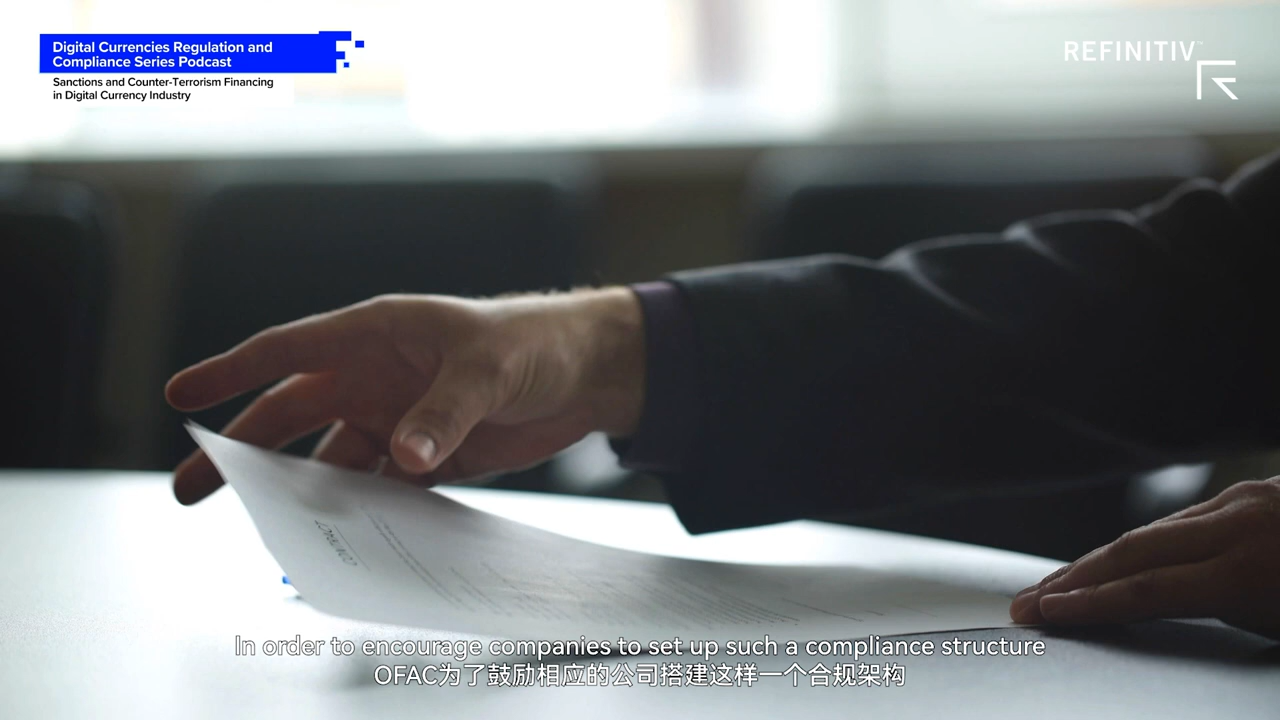 Digital Currencies Regulation and
Compliance Series Podcast
Sanctions and Counter-Terrorism Financing
in Digital Currency Industry
REFINITIV™
CONTRACT
In order to encourage companies to set up such a compliance structure
OFAC为了鼓励相应的公司搭建这样一个合规架构